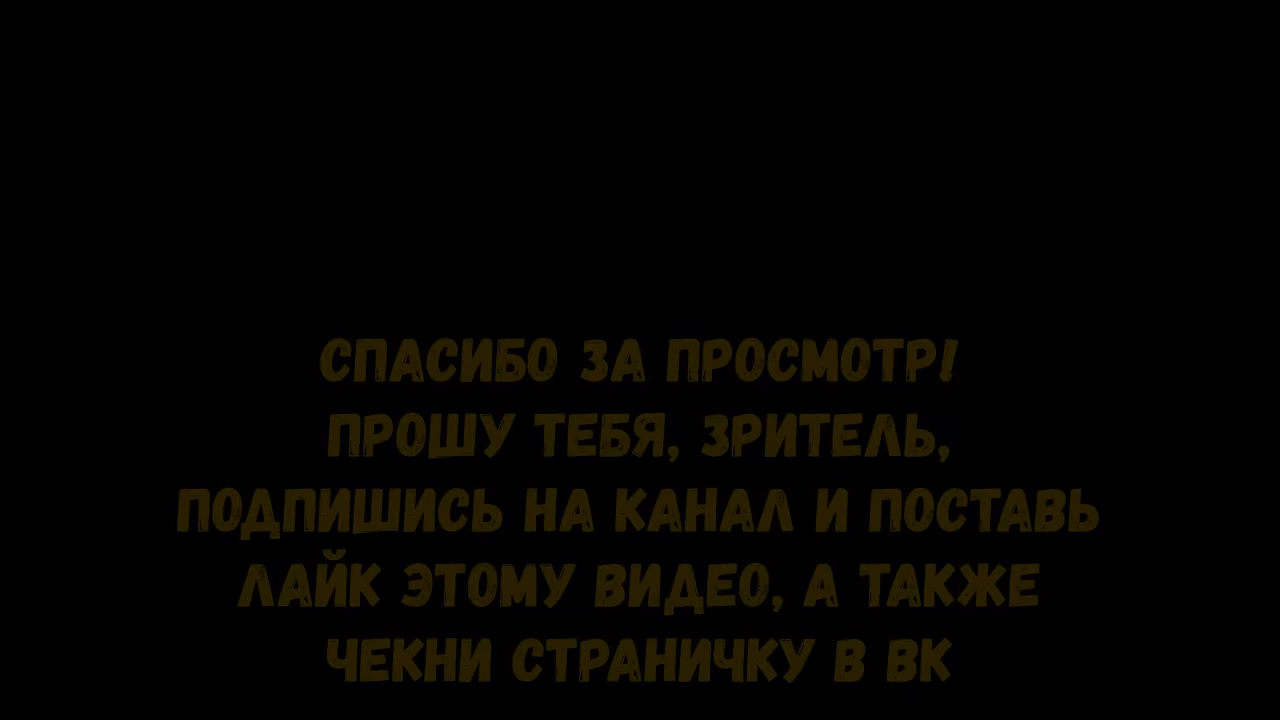 СПАСИБО ЗА ПРОСМОТР!
ПРОШУ ТЕБЯ, ЗРИТЕЛЬ,
ПОДПИШИСЬ НА КАНАЛ И ПОСТАВЬ
ЛАЙК ЭТОМУ ВИДЕО, А ТАКЖЕ
ЧЕКНИ СТРАНИЧКУ В ВК